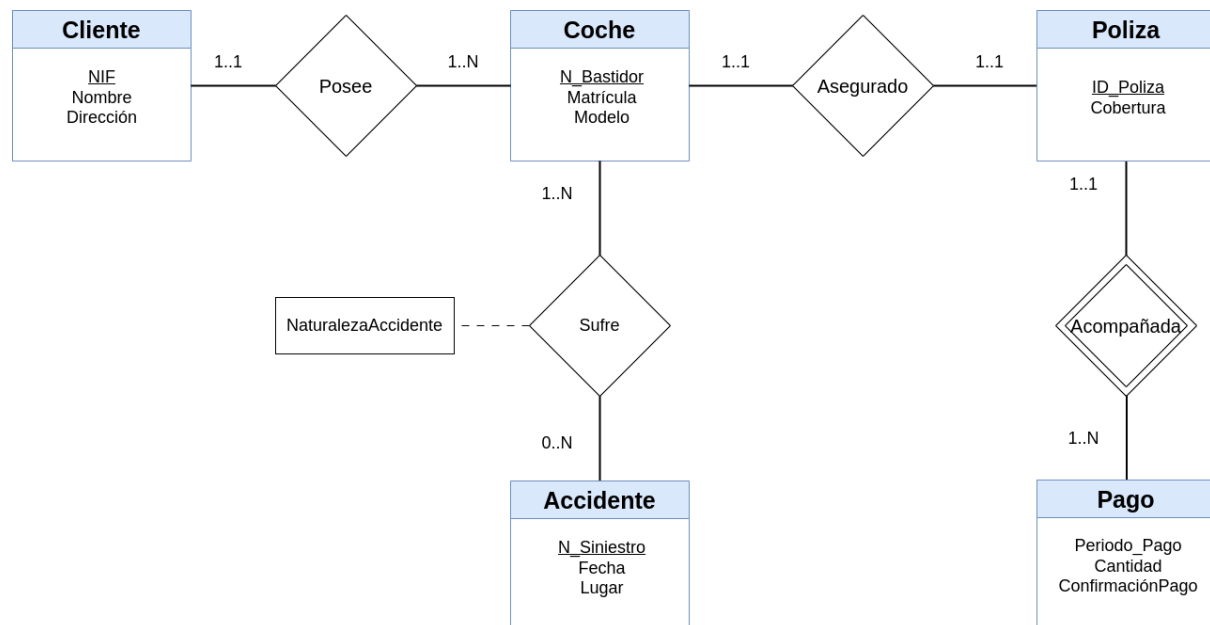 Cliente
NIF
Nombre
Dirección
1..1
Posee
1..N
Coche
N_Bastidor
Matrícula
Modelo
1..1
Asegurado
1..1
Poliza
ID_Poliza
Cobertura
1..N
1..1
NaturalezaAccidente
Sufre
Acompañada
0..N
1..N
Accidente
N_Siniestro
Fecha
Lugar
Pago
Periodo_Pago
Cantidad
ConfirmaciónPago